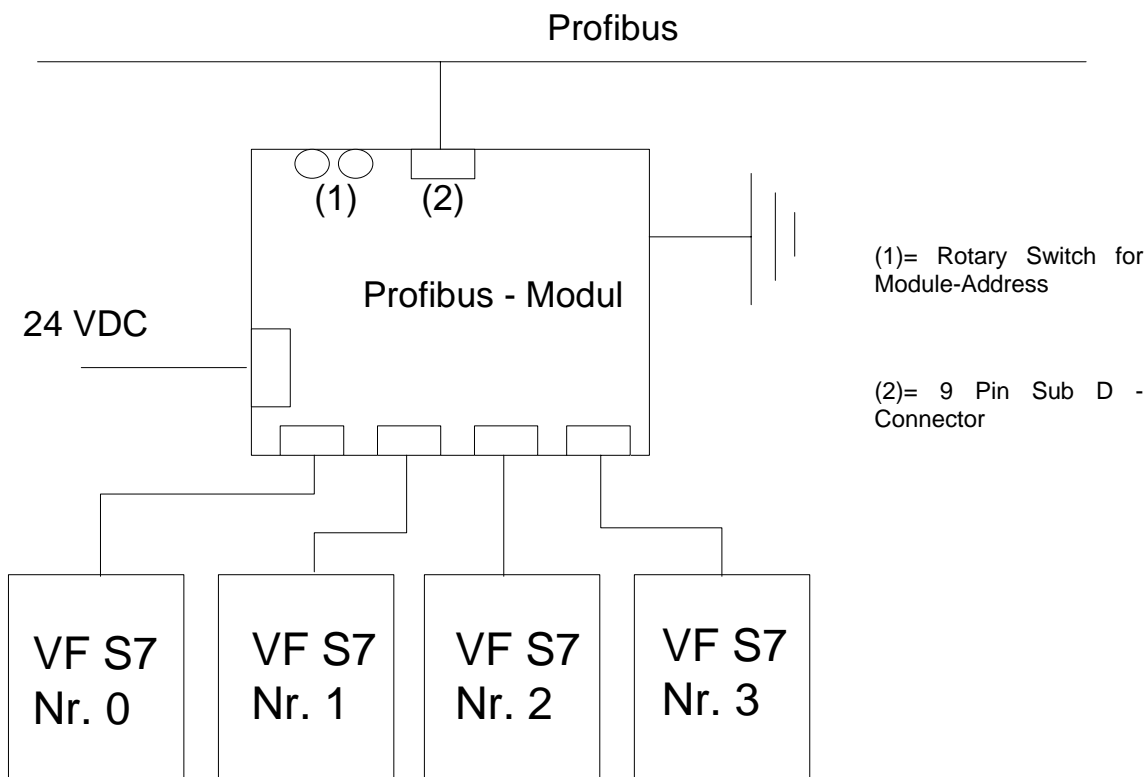 Profibus
(1)
(2)
(1)= Rotary Switch for
Module-Address
Profibus - Modul
24 VDC
(2)= 9 Pin Sub D -
Connector
VF S7
Nr. 0
VF S7
Nr. 1
VF S7
Nr. 2
VF S7
Nr. 3